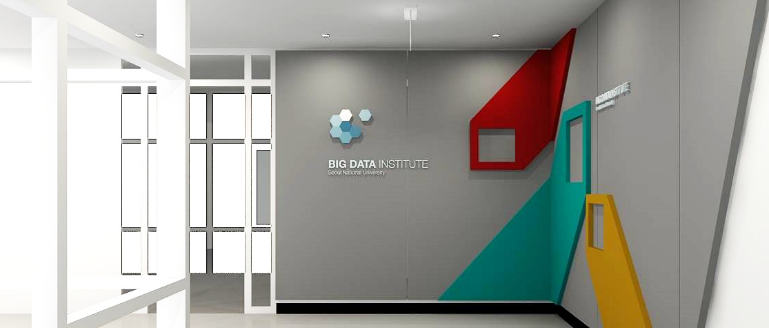 BIG DATA INSTITUTE
Seoul National University